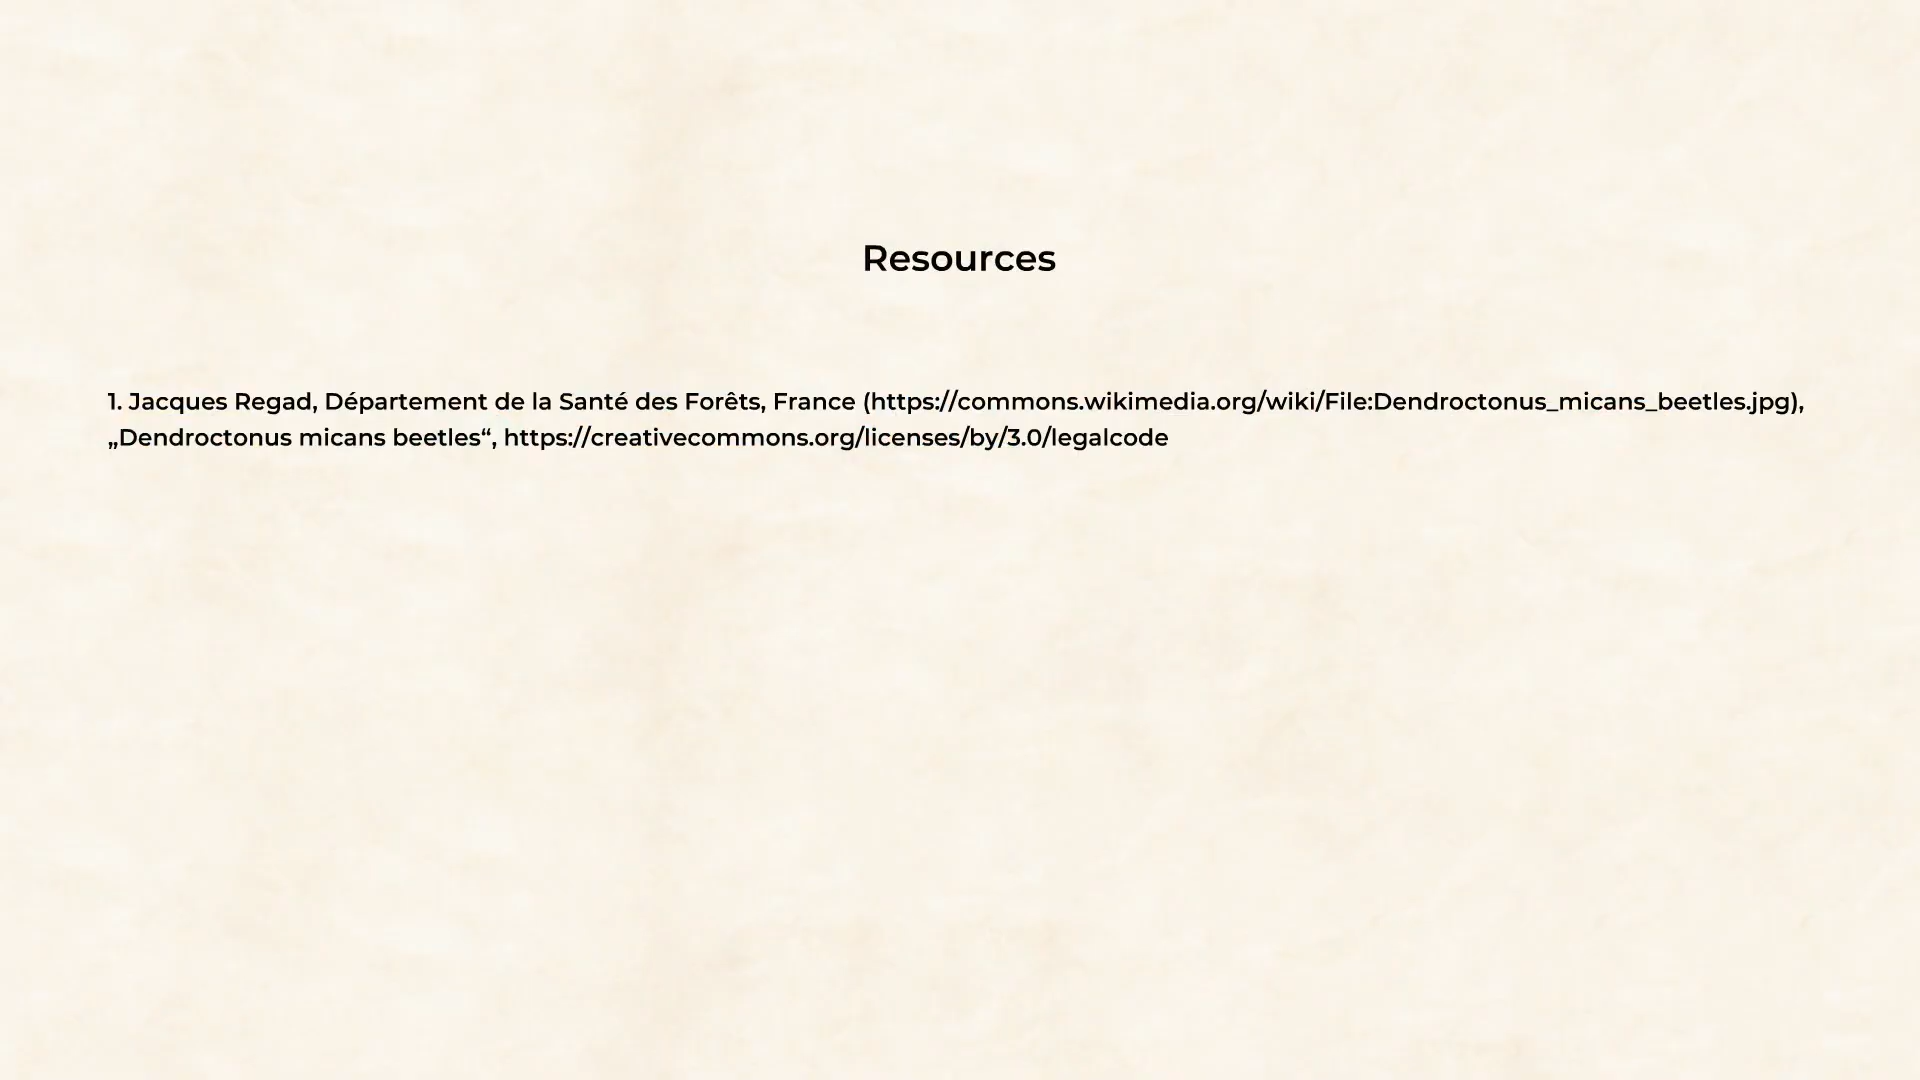 Resources
1. Jacques Regad, Département de la Santé des Forêts, France (https://commons.wikimedia.org/wiki/File:Dendroctonus_micans_beetles.jpg),
„Dendroctonus micans beetles“, https://creativecommons.org/licenses/by/3.0/legalcode